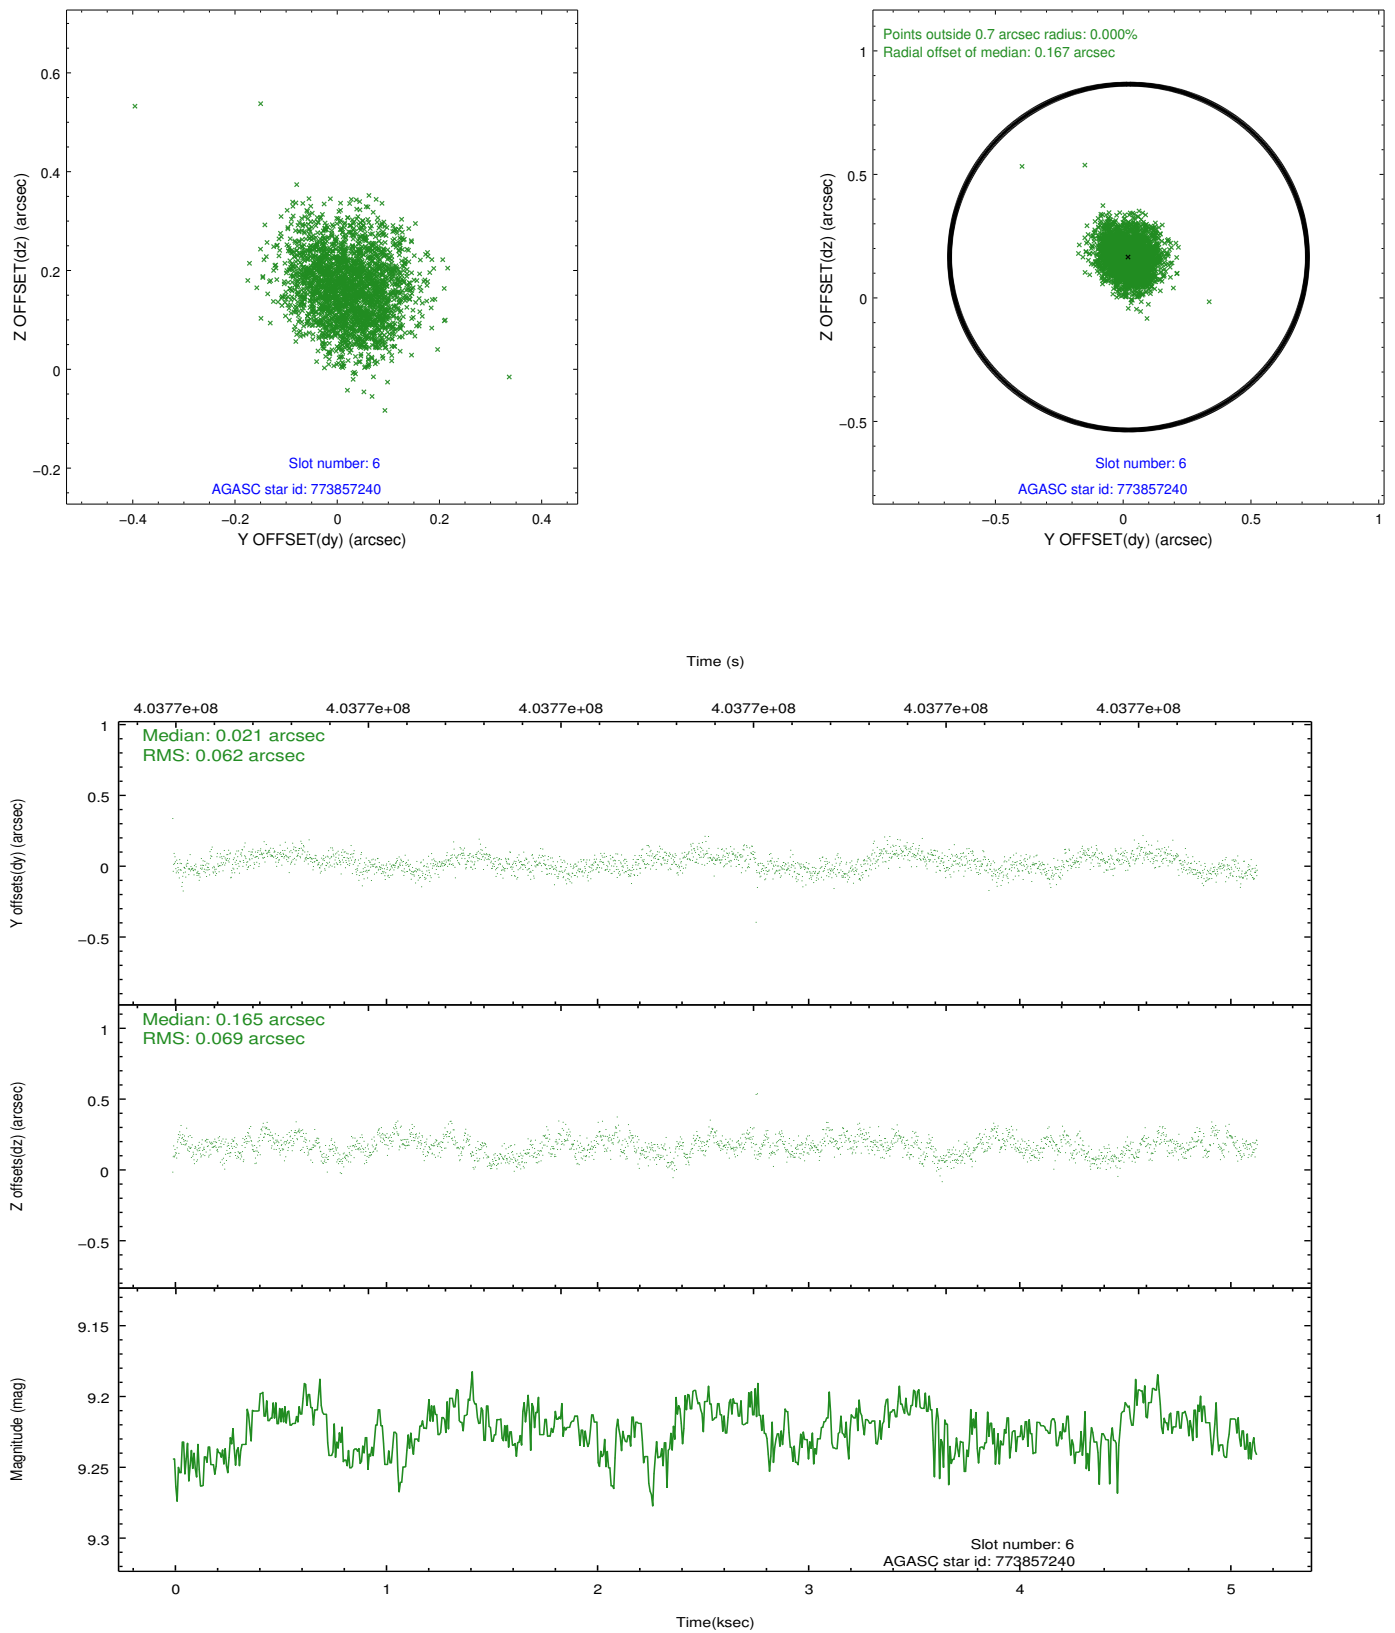 0.6
0.4
0.2
0
−0.2
Z OFFSET(dz) (arcsec)
Slot number: 6
AGASC star id: 773857240
−0.4 −0.2 0 0.2 0.4
Y OFFSET(dy) (arcsec)
Points outside 0.7 arcsec radius: 0.000%
Radial offset of median: 0.167 arcsec
1
0.5
0
−0.5
Z OFFSET(dz) (arcsec)
Slot number: 6
AGASC star id: 773857240
−0.5 0 0.5 1
Y OFFSET(dy) (arcsec)
Time (s)
4.0377e+08 4.0377e+08 4.0377e+08 4.0377e+08 4.0377e+08 4.0377e+08
Median: 0.021 arcsec
RMS: 0.062 arcsec
1
0.5
0
−0.5
Y offsets(dy) (arcsec)
Median: 0.165 arcsec
RMS: 0.069 arcsec
1
0.5
0
−0.5
Z offsets(dz) (arcsec)
9.15
9.2
9.25
9.3
Magnitude (mag)
Slot number: 6
AGASC star id: 773857240
0 1 2 3 4 5
Time(ksec)